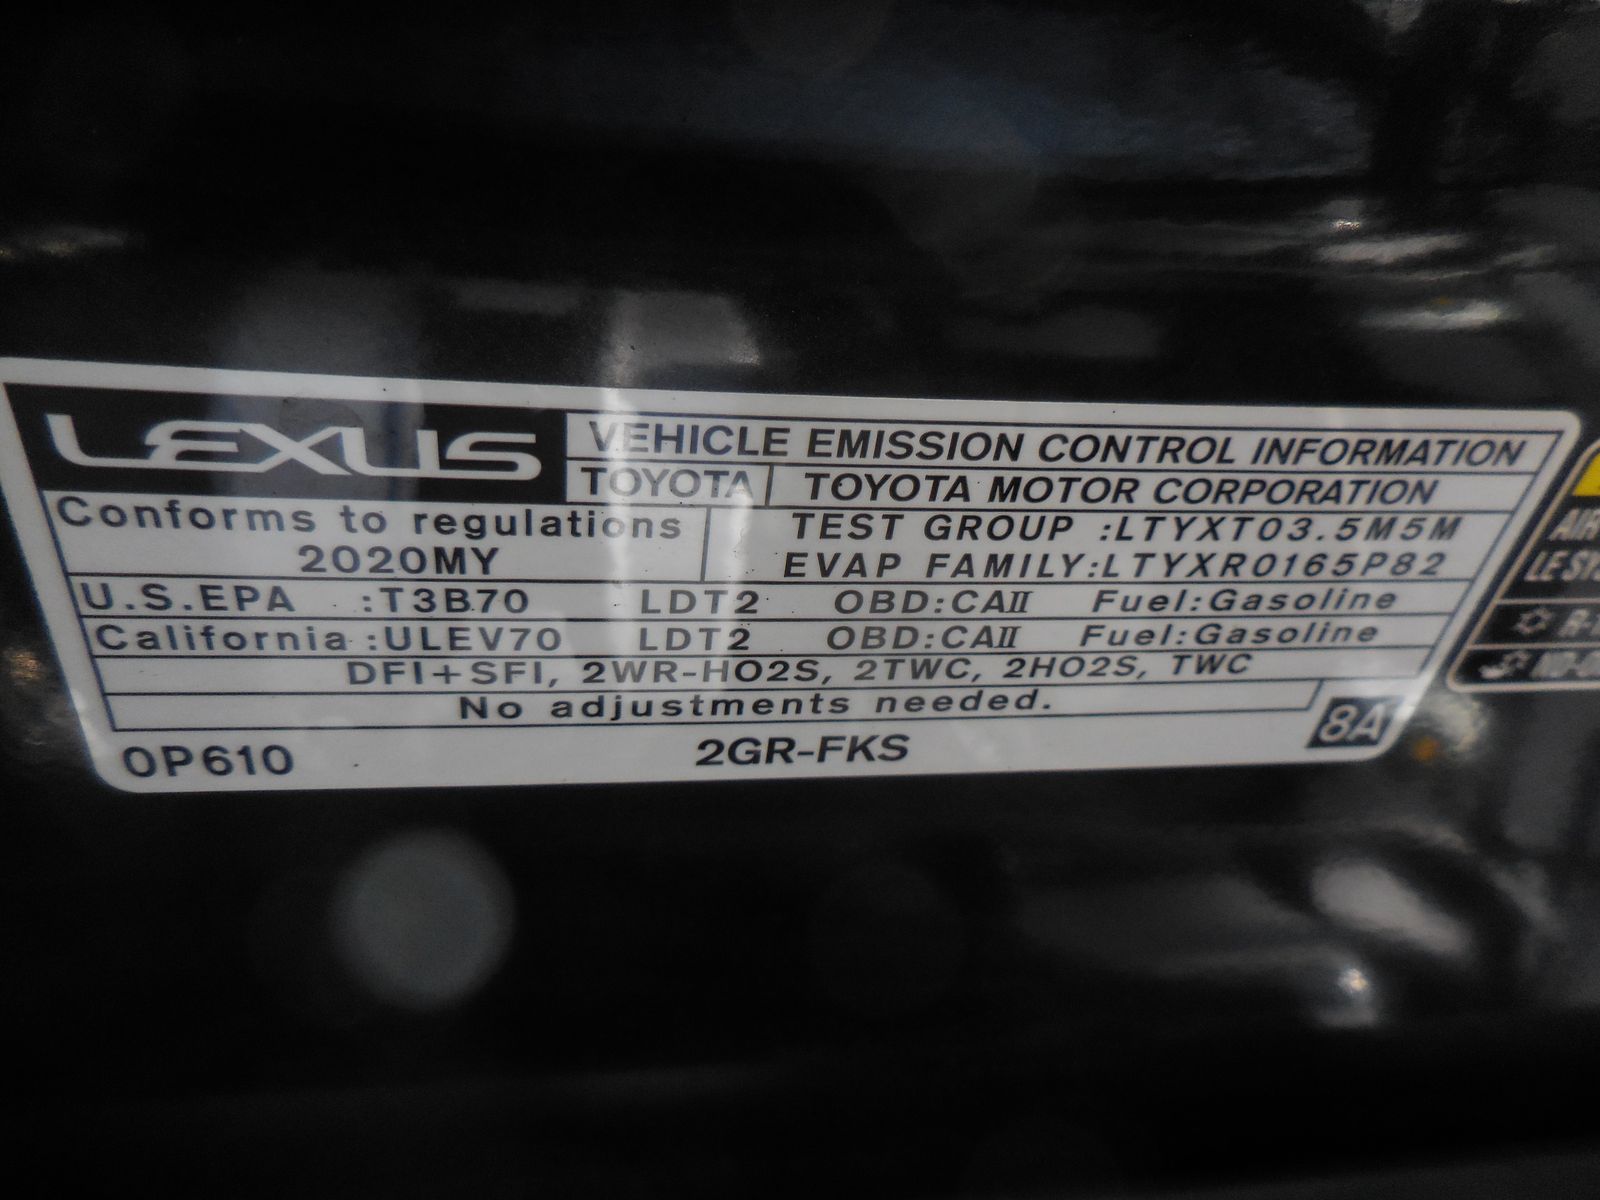 LEXUS
VEHICLE EMISSION CONTROL INFORMATION
TOYOTA TOYOTA MOTOR CORPORATION
Conforms to regulations
2020MY
TEST GROUP :LTYXT03.5M5M
EVAP FAMILY:LTYXR0165P82
U.S.EPA :T3B70 LDT2 OBD:CAII Fuel:Gasoline
California :ULEV70 LDT2 OBD:CAII Fuel:Gasoline
DFI+SFI, 2WR-HO2S, 2TWC, 2HO2S, TWC
No adjustments needed.
0P610 2GR-FKS 8A
AIR